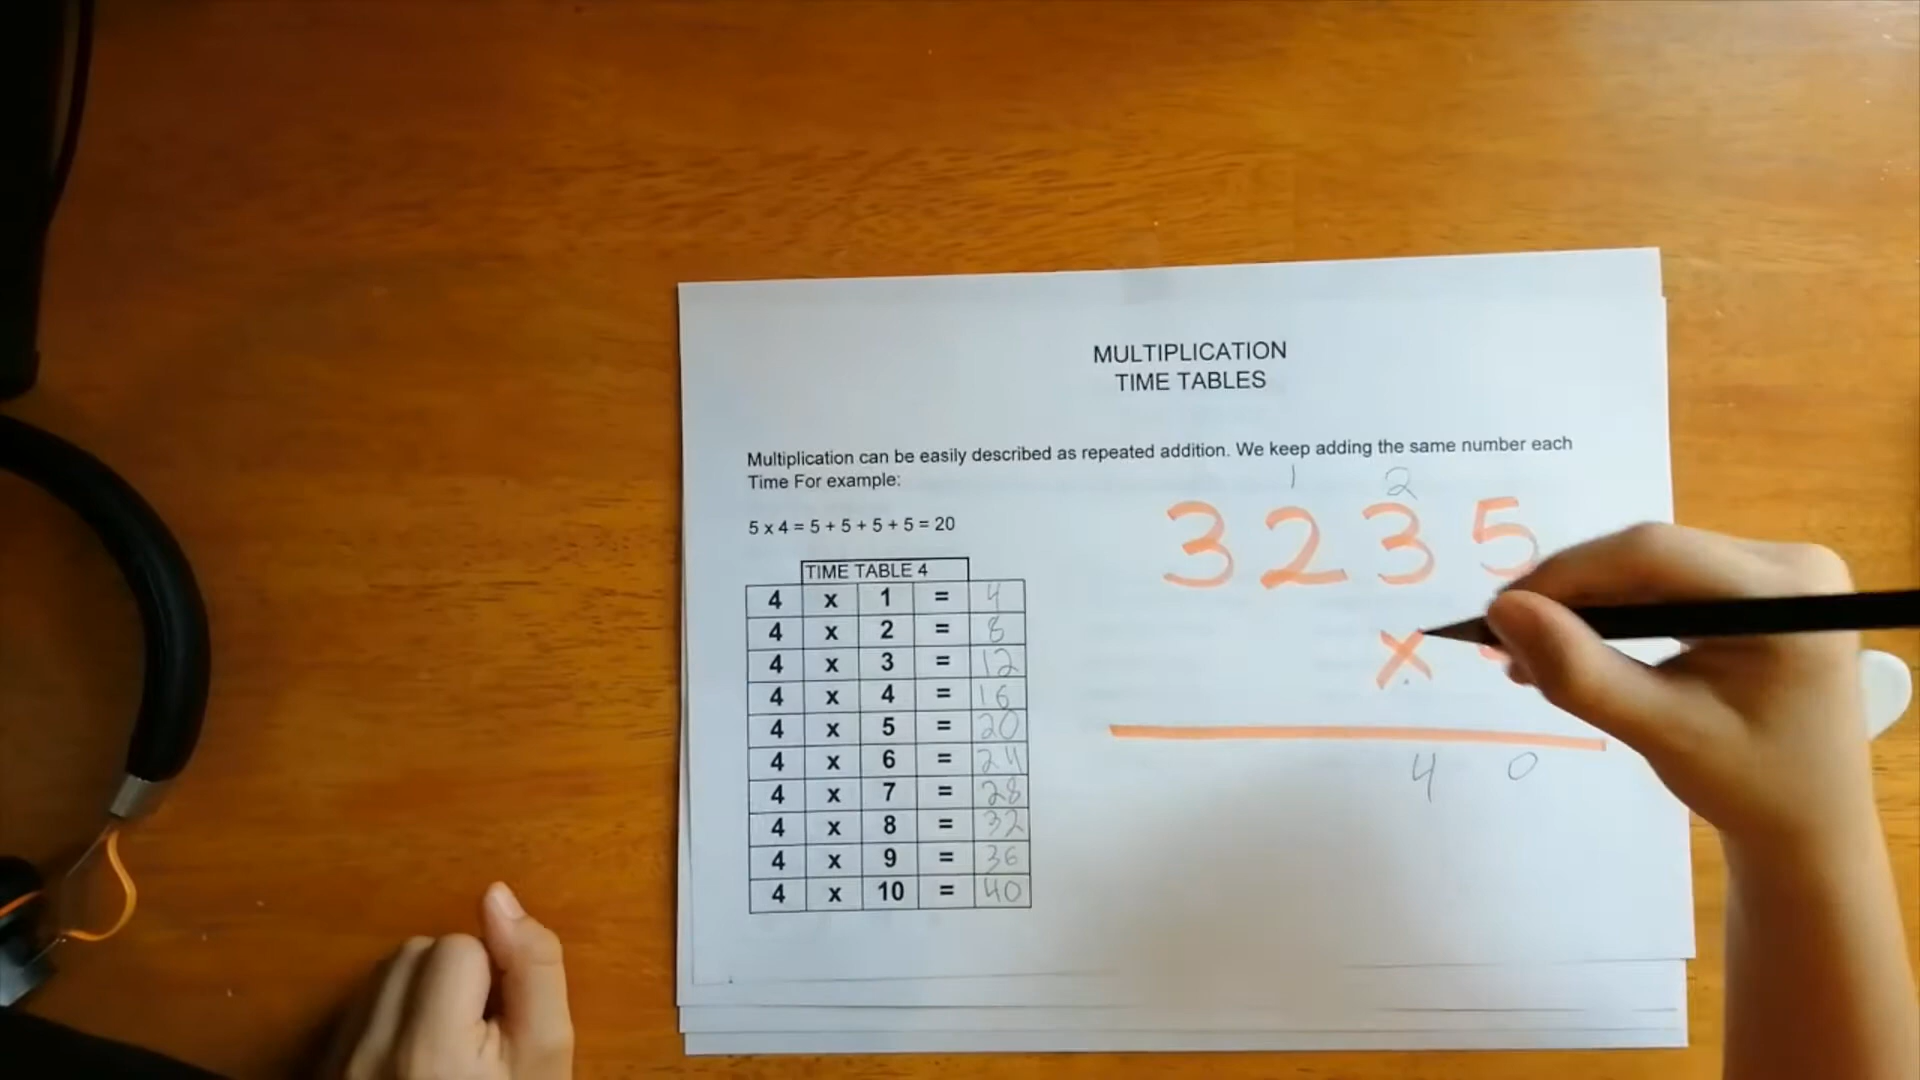 MULTIPLICATION
TIME TABLES
Multiplication can be easily described as repeated addition. We keep adding the same number each
Time For example:
5 x 4 = 5 + 5 + 5 + 5 = 20
TIME TABLE 4
4 x 1 = 4
4 x 2 = 8
4 x 3 = 12
4 x 4 = 16
4 x 5 = 20
4 x 6 = 24
4 x 7 = 28
4 x 8 = 32
4 x 9 = 36
4 x 10 = 40
1 2
3235
x
4 0